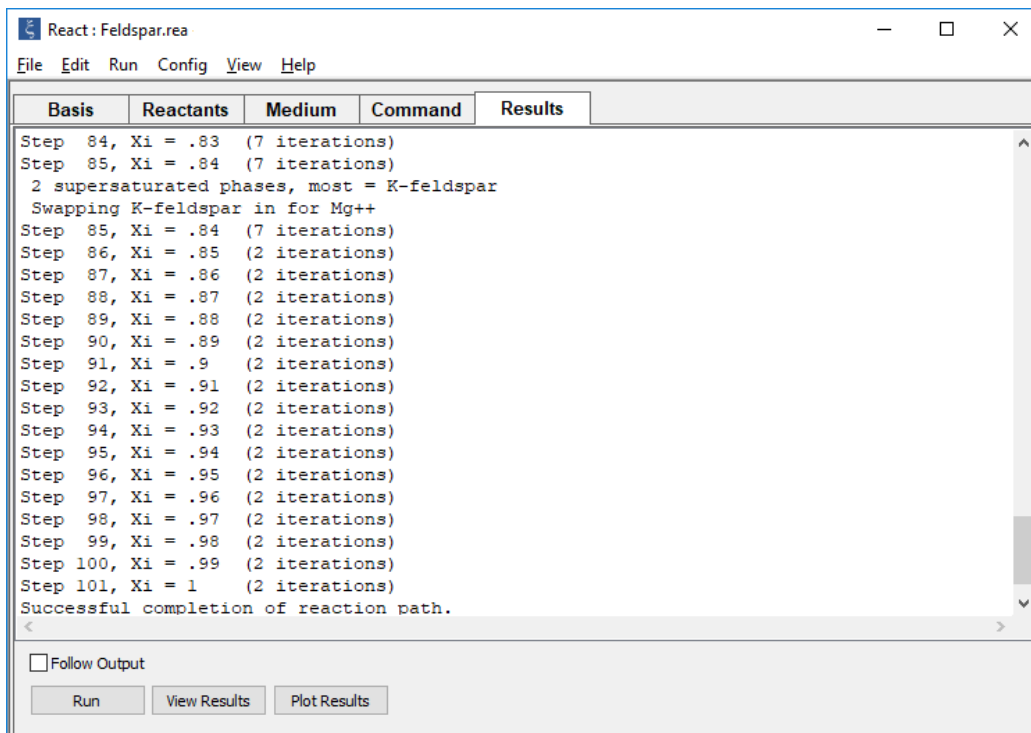 React : Feldspar.rea
File Edit Run Config View Help
Basis Reactants Medium Command Results
Step  84, Xi = .83  (7 iterations)
Step  85, Xi = .84  (7 iterations)
 2 supersaturated phases, most = K-feldspar
 Swapping K-feldspar in for Mg++
Step  85, Xi = .84  (7 iterations)
Step  86, Xi = .85  (2 iterations)
Step  87, Xi = .86  (2 iterations)
Step  88, Xi = .87  (2 iterations)
Step  89, Xi = .88  (2 iterations)
Step  90, Xi = .89  (2 iterations)
Step  91, Xi = .9   (2 iterations)
Step  92, Xi = .91  (2 iterations)
Step  93, Xi = .92  (2 iterations)
Step  94, Xi = .93  (2 iterations)
Step  95, Xi = .94  (2 iterations)
Step  96, Xi = .95  (2 iterations)
Step  97, Xi = .96  (2 iterations)
Step  98, Xi = .97  (2 iterations)
Step  99, Xi = .98  (2 iterations)
Step 100, Xi = .99  (2 iterations)
Step 101, Xi = 1    (2 iterations)
Successful completion of reaction path.
Follow Output
Run View Results Plot Results